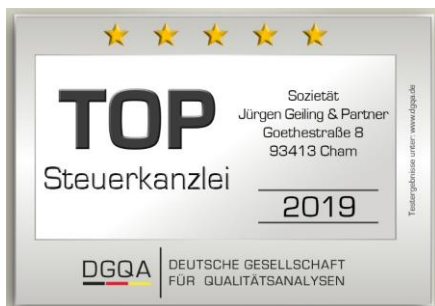 TOP
Steuerkanzlei
Sozietät
Jürgen Geiling & Partner
Goethestraße 8
93413 Cham
2019
Testergebnisse unter: www.dgqa.de
DGQA
DEUTSCHE GESELLSCHAFT
FÜR QUALITÄTSANALYSEN